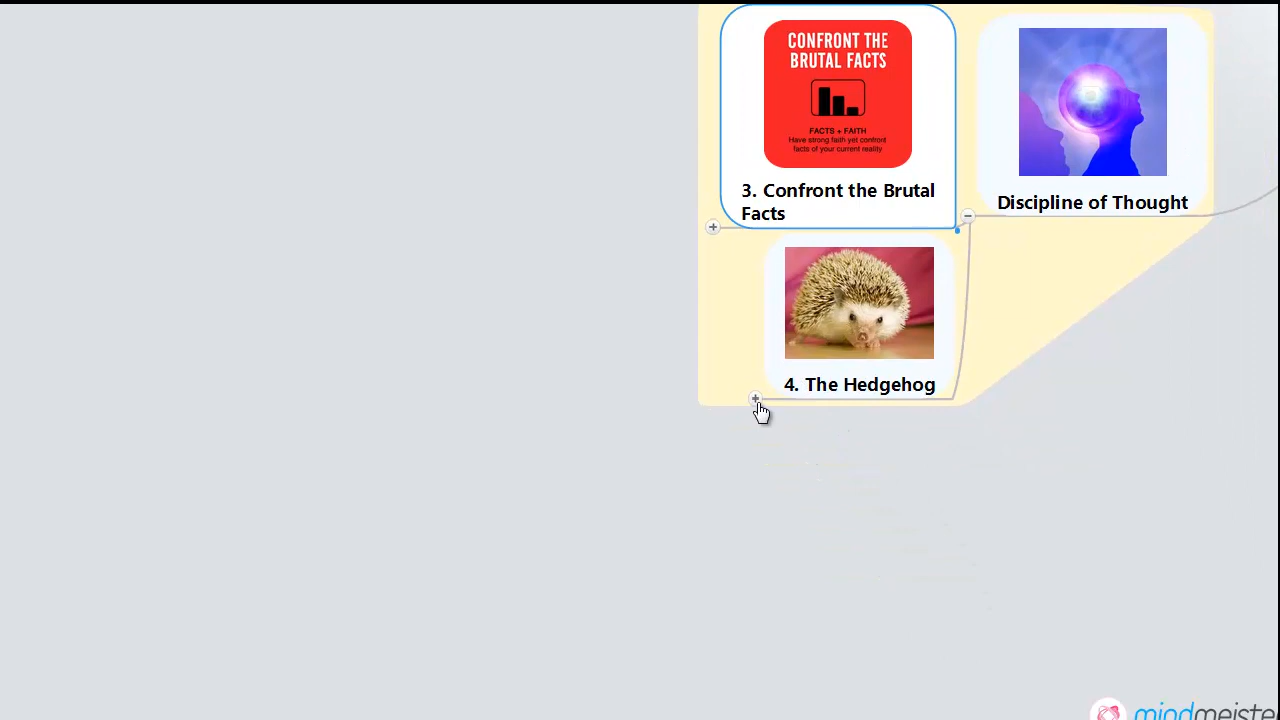 CONFRONT THE
BRUTAL FACTS
FACTS + FAITH
Have strong faith yet confront
facts of your current reality
3. Confront the Brutal
Facts
Discipline of Thought
4. The Hedgehog
mindmeiste